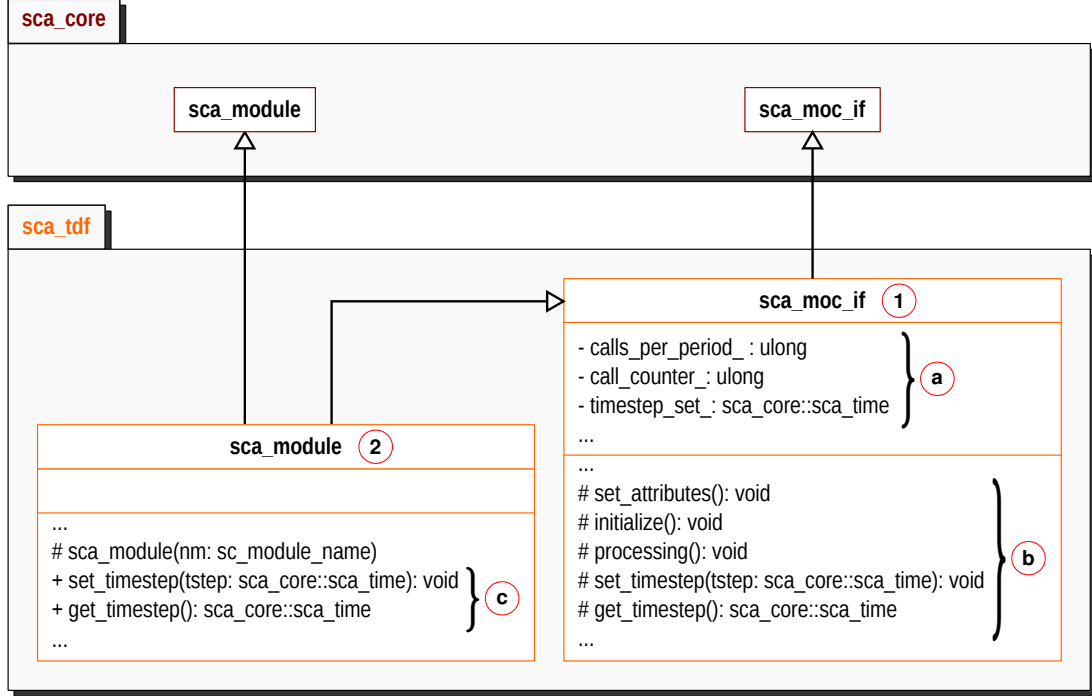 sca_core
sca_module
sca_moc_if
sca_tdf
sca_moc_if 1
- calls_per_period_ : ulong
- call_counter_: ulong
- timestep_set_: sca_core::sca_time
...
a
...
# set_attributes(): void
# initialize(): void
# processing(): void
# set_timestep(tstep: sca_core::sca_time): void
# get_timestep(): sca_core::sca_time
...
b
sca_module 2
...
# sca_module(nm: sc_module_name)
+ set_timestep(tstep: sca_core::sca_time): void
+ get_timestep(): sca_core::sca_time
...
c